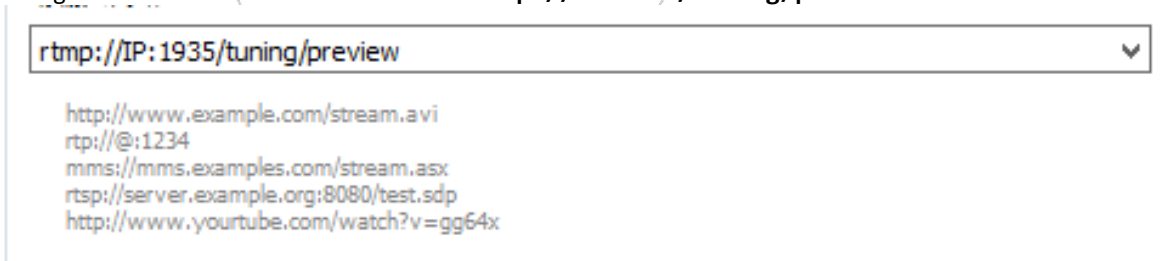 rtmp://IP:1935/tuning/preview
http://www.example.com/stream.avi
rtp://@:1234
mms://mms.examples.com/stream.asx
rtsp://server.example.org:8080/test.sdp
http://www.yourtube.com/watch?v=gg64x